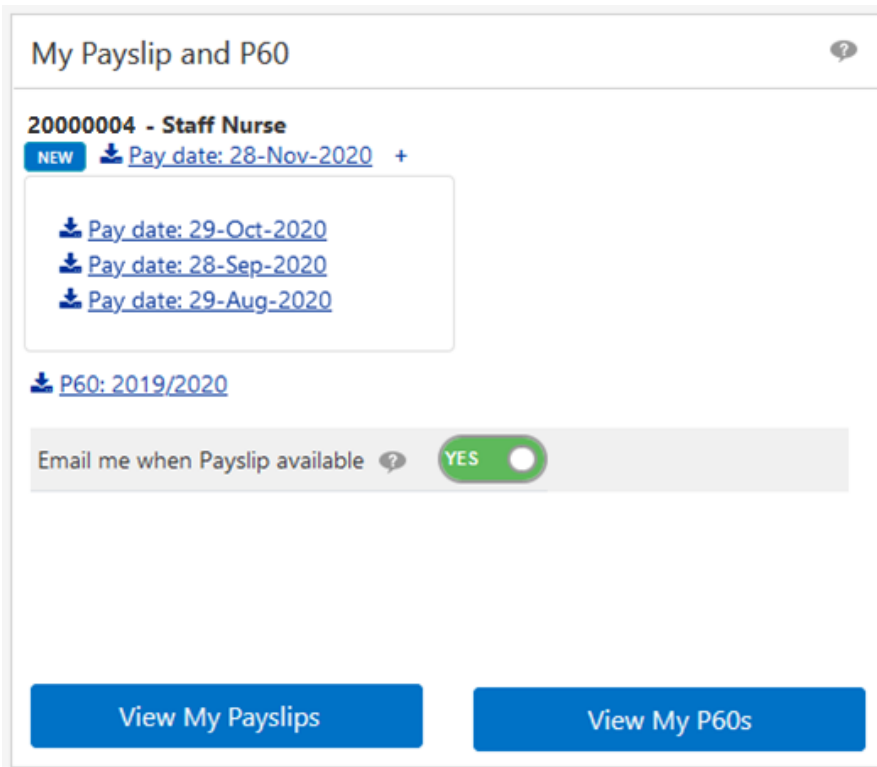 My Payslip and P60
20000004 - Staff Nurse
NEW Pay date: 28-Nov-2020 +
Pay date: 29-Oct-2020
Pay date: 28-Sep-2020
Pay date: 29-Aug-2020
P60: 2019/2020
Email me when Payslip available ? YES
View My Payslips View My P60s